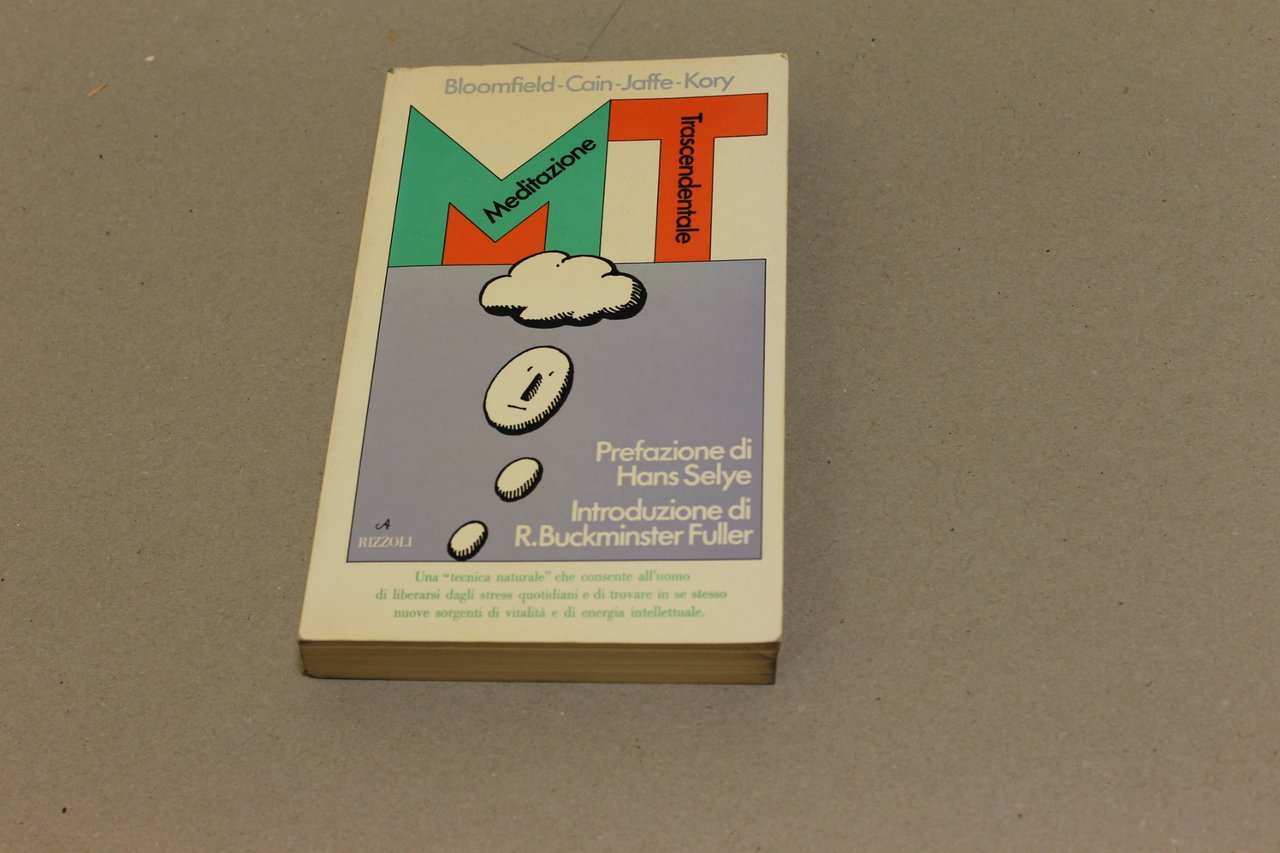 Bloomfield-Cain-Jaffe-Kory
MT
Meditazione
Trascendentale
Prefazione di
Hans Selye
Introduzione di
R.Buckminster Fuller
RIZZOLI
Una “tecnica naturale” che consente all'uomo
di liberarsi dagli stress quotidiani e di trovare in se stesso
nuove sorgenti di vitalità e di energia intellettuale.